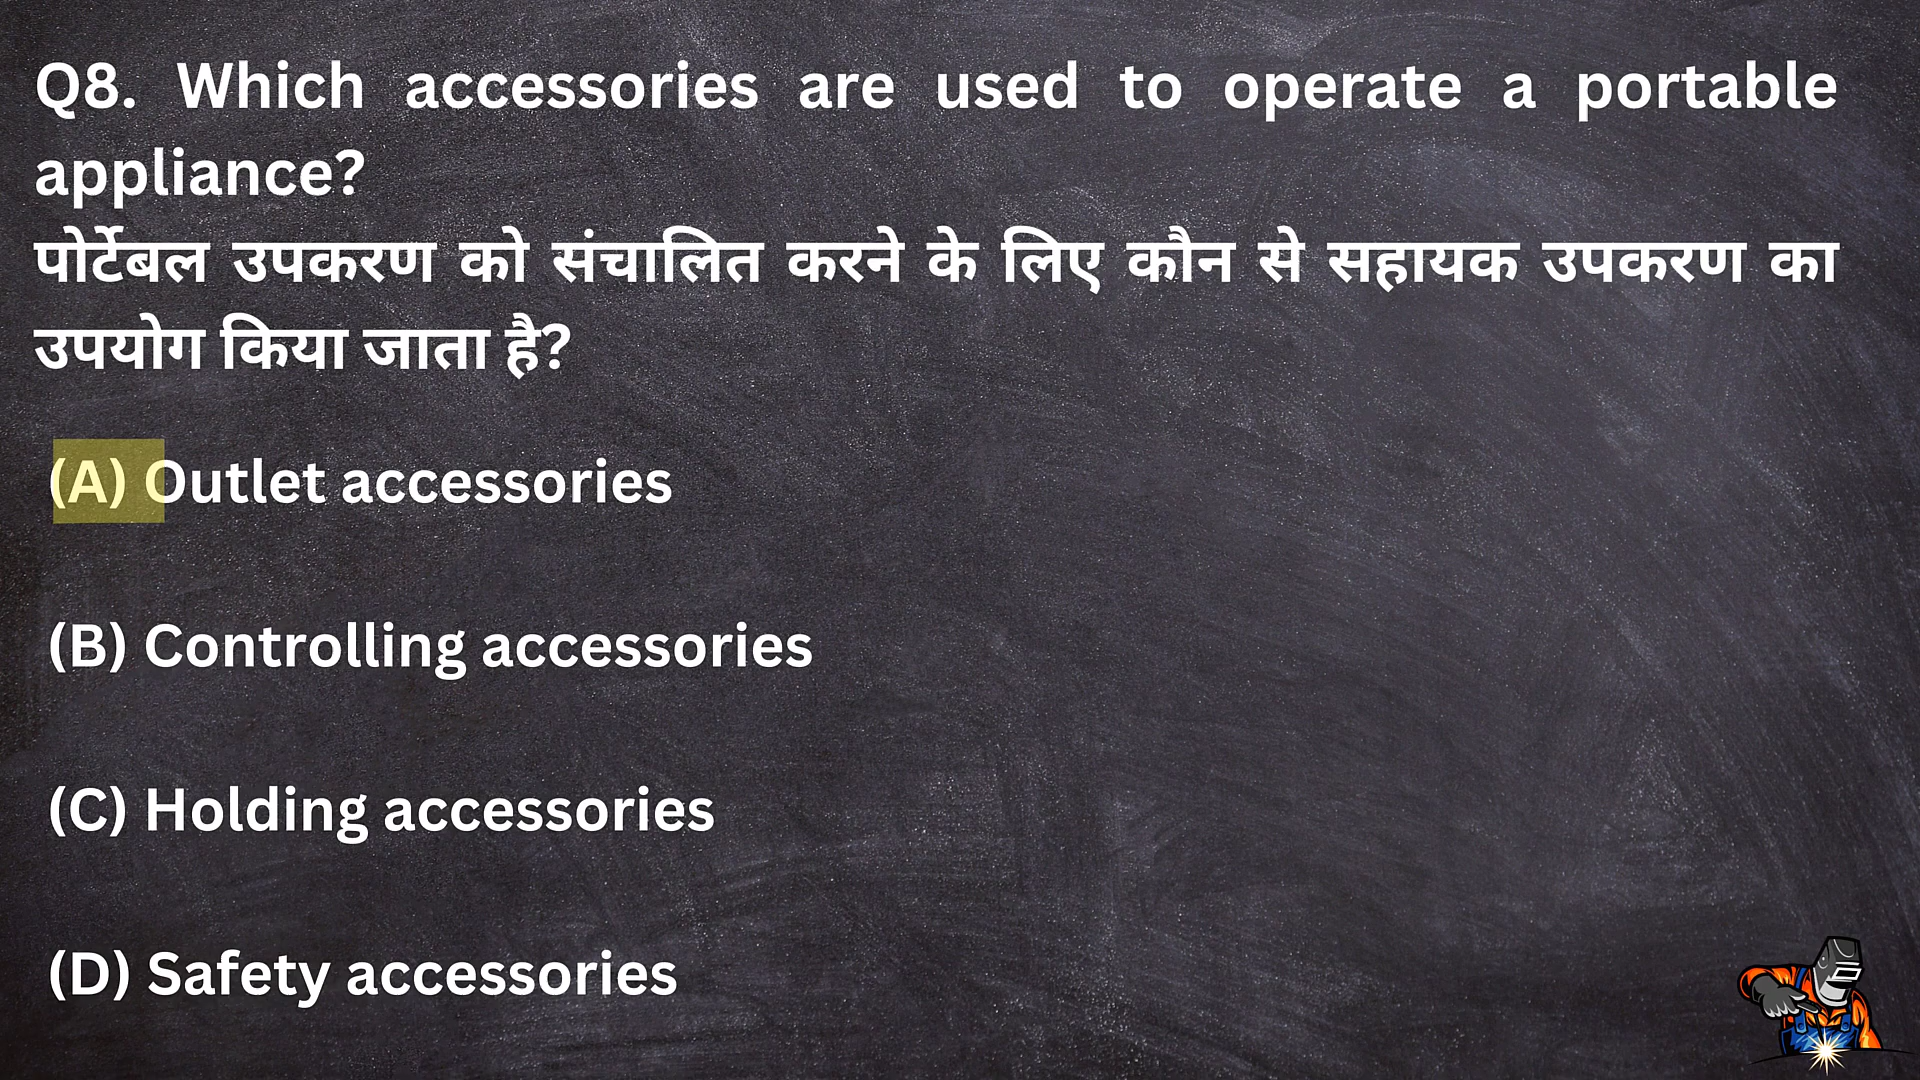 Q8. Which accessories are used to operate a portable
appliance?
पोर्टेबल उपकरण को संचालित करने के लिए कौन से सहायक उपकरण का
उपयोग किया जाता है?
(A) Outlet accessories
(B) Controlling accessories
(C) Holding accessories
(D) Safety accessories